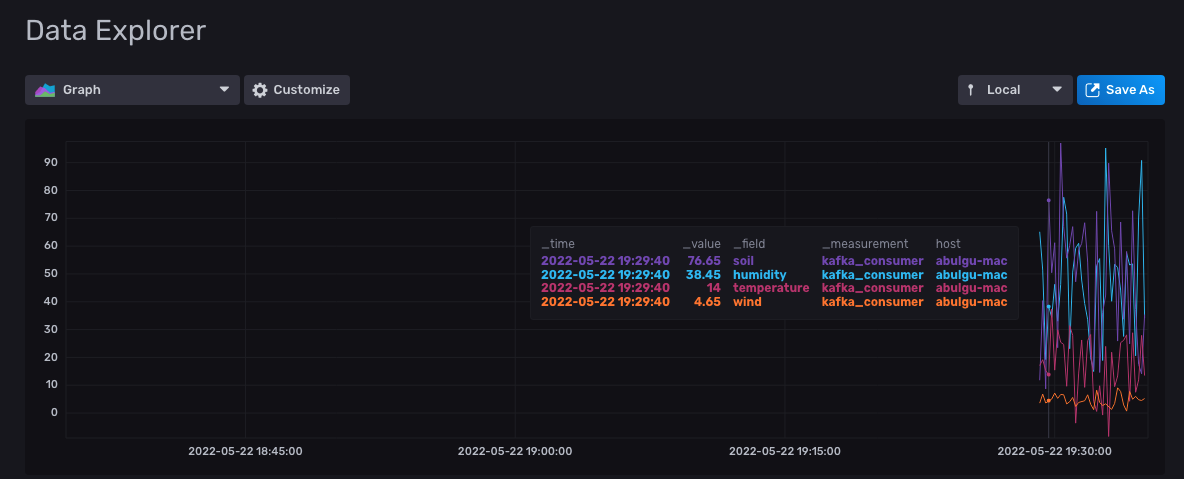 Data Explorer
Graph Customize Local Save As
90
80
70
60
50
40
30
20
10
0
_time _value _field _measurement host
2022-05-22 19:29:40 76.65 soil kafka_consumer abulgu-mac
2022-05-22 19:29:40 38.45 humidity kafka_consumer abulgu-mac
2022-05-22 19:29:40 14 temperature kafka_consumer abulgu-mac
2022-05-22 19:29:40 4.65 wind kafka_consumer abulgu-mac
2022-05-22 18:45:00 2022-05-22 19:00:00 2022-05-22 19:15:00 2022-05-22 19:30:00